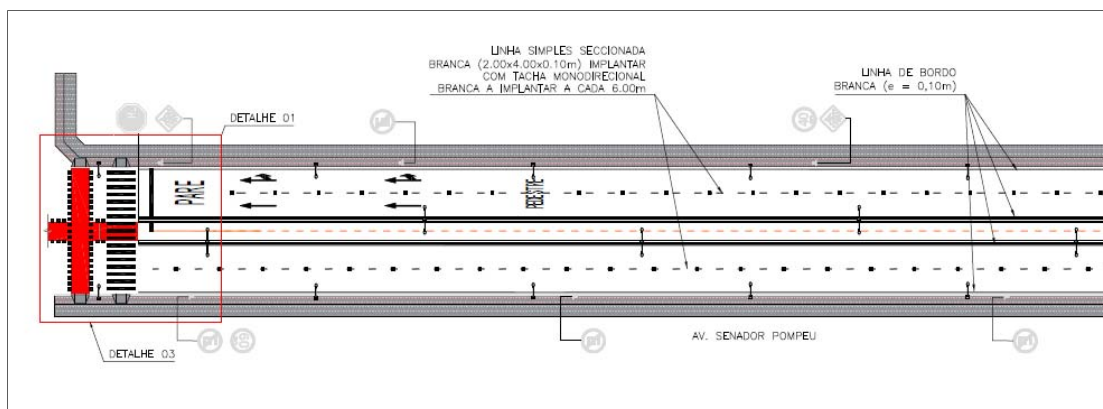 LINHA SIMPLES SECCIONADA
BRANCA (2.00x4.00x0.10m) IMPLANTAR
COM TACHA MONODIRECIONAL
BRANCA A IMPLANTAR A CADA 6.00m
LINHA DE BORDO
BRANCA (e = 0,10m)
DETALHE 01
PARE
PEDESTRE
AV. SENADOR POMPEU
DETALHE 03